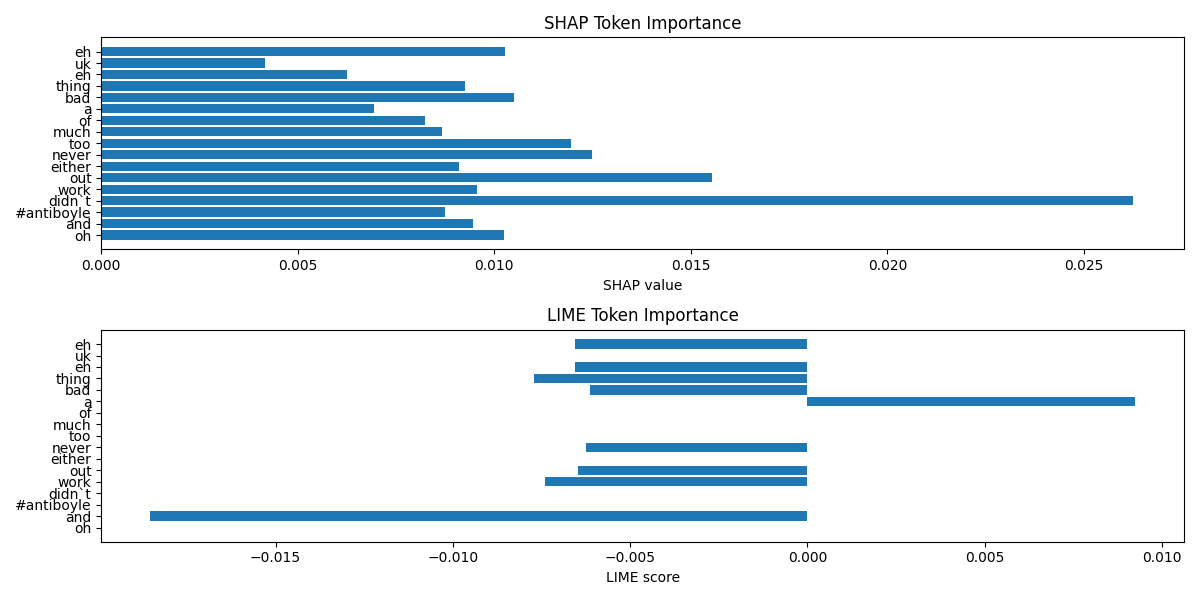 SHAP Token Importance
eh
uk
eh
thing
bad
a
of
much
too
never
either
out
work
didn`t
#antiboyle
and
oh
0.000 0.005 0.010 0.015 0.020 0.025
SHAP value
LIME Token Importance
eh
uk
eh
thing
bad
a
of
much
too
never
either
out
work
didn`t
#antiboyle
and
oh
−0.015 −0.010 −0.005 0.000 0.005 0.010
LIME score